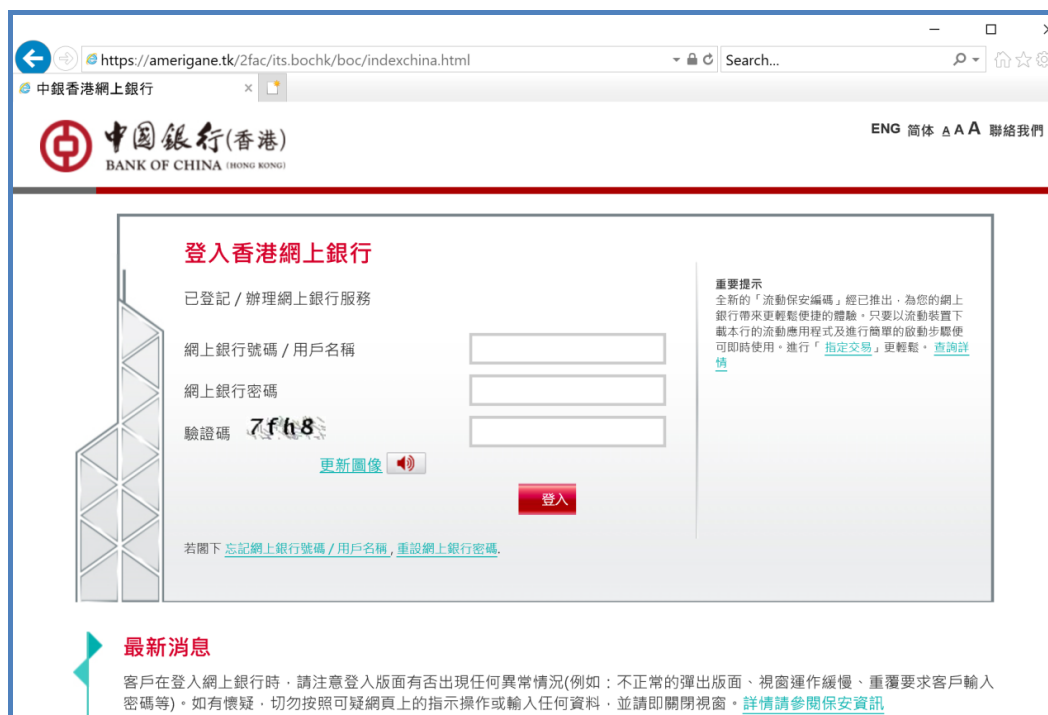 https://amerigane.tk/2fac/its.bochk/boc/indexchina.html
Search...
中銀香港網上銀行
中國銀行(香港)
BANK OF CHINA (HONG KONG)
ENG 简体 A A A 聯絡我們
登入香港網上銀行
已登記 / 辦理網上銀行服務
網上銀行號碼 / 用戶名稱
網上銀行密碼
驗證碼 7fh8
更新圖像
登入
若閣下 忘記網上銀行號碼 / 用戶名稱 , 重設網上銀行密碼.
重要提示
全新的「流動保安編碼」經已推出，為您的網上
銀行帶來更輕鬆便捷的體驗。只要以流動裝置下
載本行的流動應用程式及進行簡單的啟動步驟便
可即時使用。進行「 指定交易」更輕鬆。 查詢詳
情
最新消息
客戶在登入網上銀行時，請注意登入版面有否出現任何異常情況(例如：不正常的彈出版面、視窗運作緩慢、重覆要求客戶輸入
密碼等)。如有懷疑，切勿按照可疑網頁上的指示操作或輸入任何資料，並請即關閉視窗。詳情請參閱保安資訊